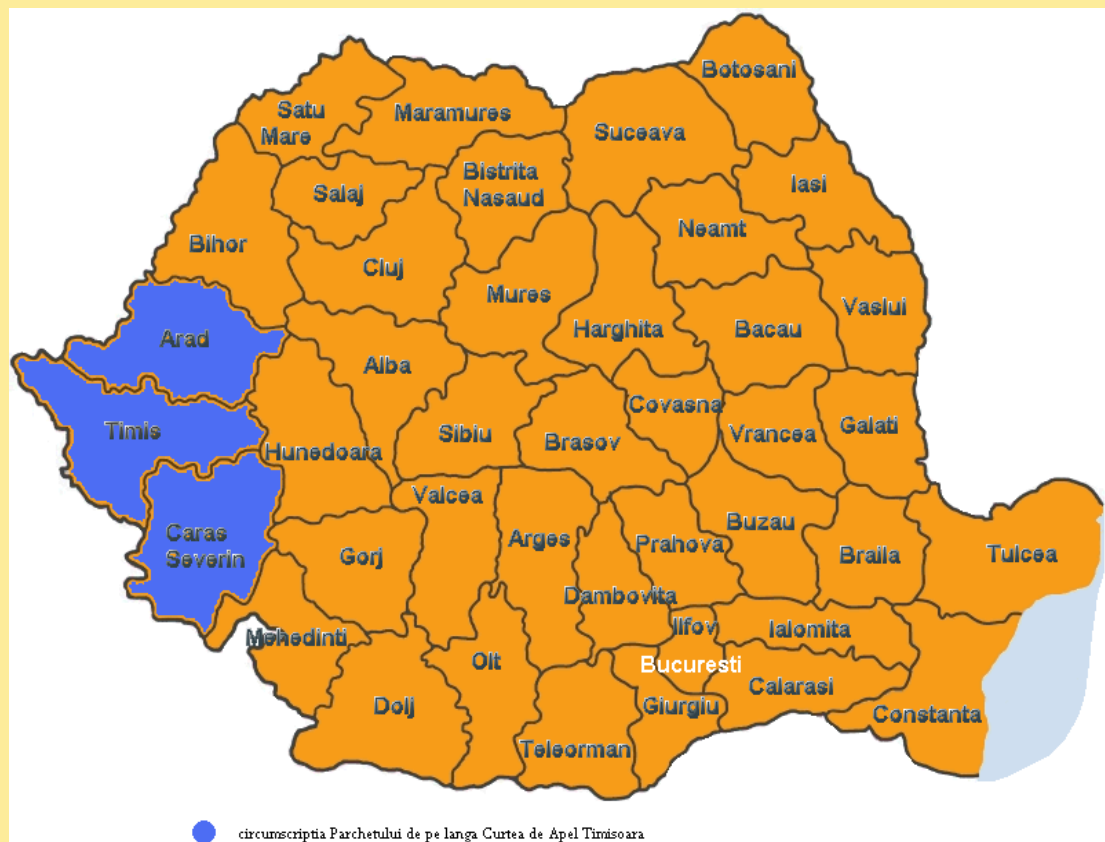 Botosani
Satu
Mare
Maramures
Suceava
Bistrita
Nasaud
Iasi
Salaj
Neamt
Bihor
Cluj
Mures
Vaslui
Harghita
Bacau
Arad
Alba
Covasna
Timis
Hunedoara
Sibiu
Brasov
Vrancea
Galati
Valcea
Caras
Severin
Gorj
Arges
Prahova
Buzau
Braila
Tulcea
Dambovita
Mehedinti
Ilfov
Ialomita
Olt
Bucuresti
Calarasi
Dolj
Giurgiu
Constanta
Teleorman
circumscriptia Parchetului de pe langa Curtea de Apel Timisoara